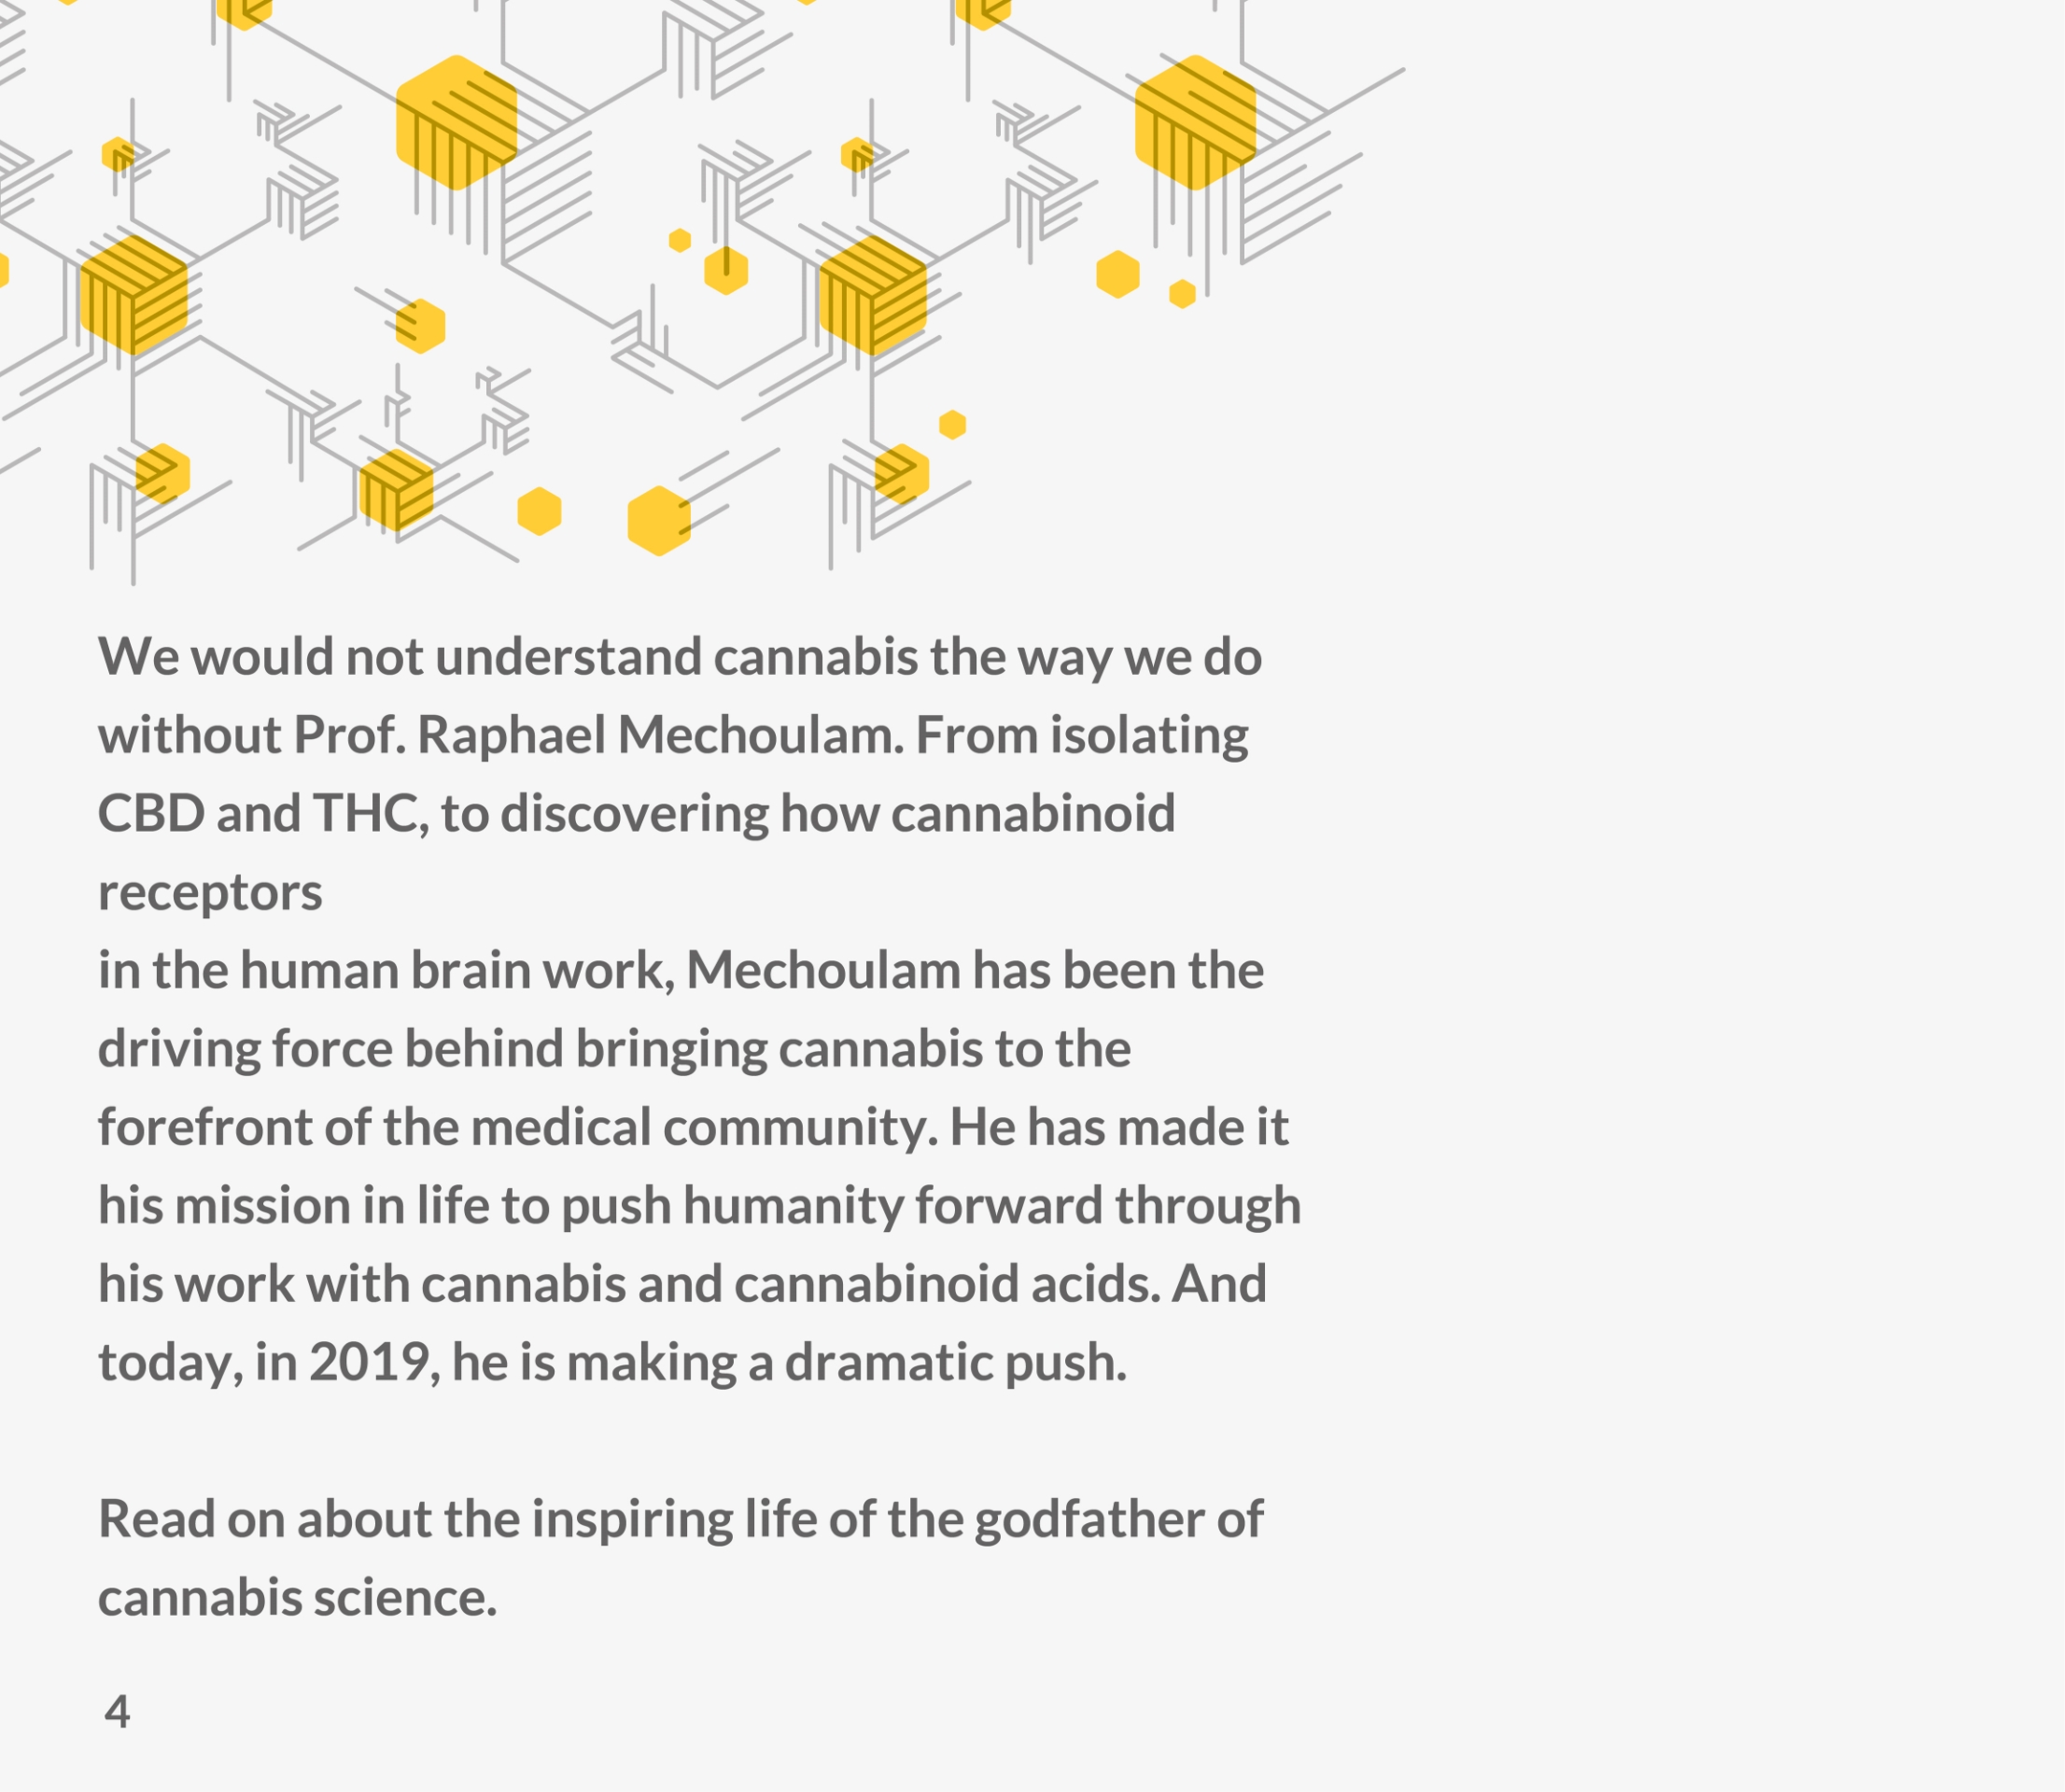 We would not understand cannabis the way we do
without Prof. Raphael Mechoulam. From isolating
CBD and THC, to discovering how cannabinoid
receptors
in the human brain work, Mechoulam has been the
driving force behind bringing cannabis to the
forefront of the medical community. He has made it
his mission in life to push humanity forward through
his work with cannabis and cannabinoid acids. And
today, in 2019, he is making a dramatic push.
Read on about the inspiring life of the godfather of
cannabis science.
4